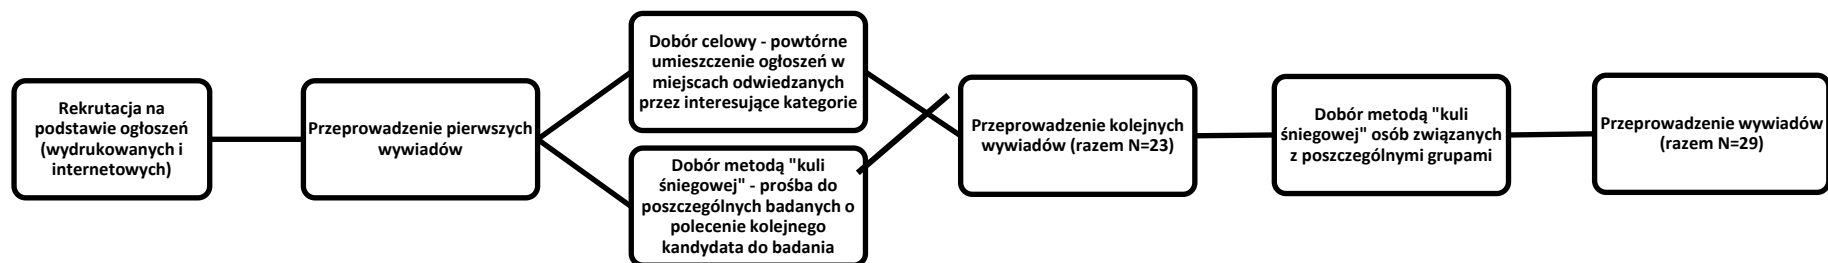 Rekrutacja na
podstawie ogłoszeń
(wydrukowanych i
internetowych)
Przeprowadzenie pierwszych
wywiadów
Dobór celowy - powtórne
umieszczenie ogłoszeń w
miejscach odwiedzanych
przez interesujące kategorie
Dobór metodą "kuli
śniegowej" - prośba do
poszczególnych badanych o
polecenie kolejnego
kandydata do badania
Przeprowadzenie kolejnych
wywiadów (razem N=23)
Dobór metodą "kuli
śniegowej" osób związanych
z poszczególnymi grupami
Przeprowadzenie wywiadów
(razem N=29)